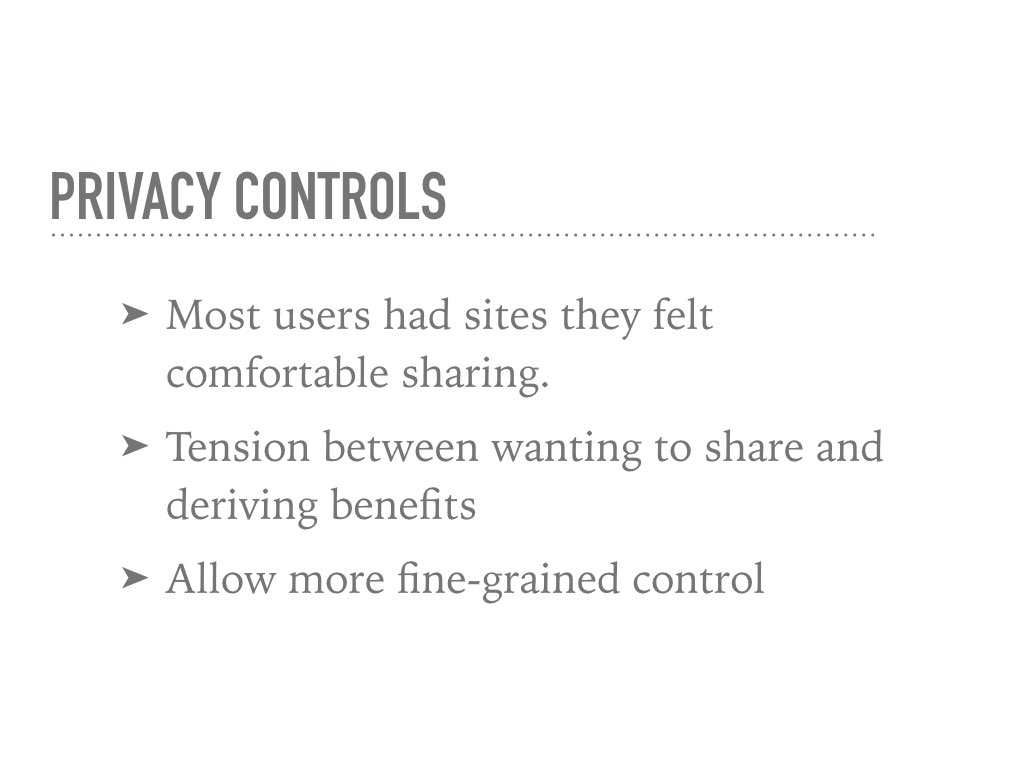 PRIVACY CONTROLS
➤ Most users had sites they felt
comfortable sharing.
➤ Tension between wanting to share and
deriving benefits
➤ Allow more fine-grained control